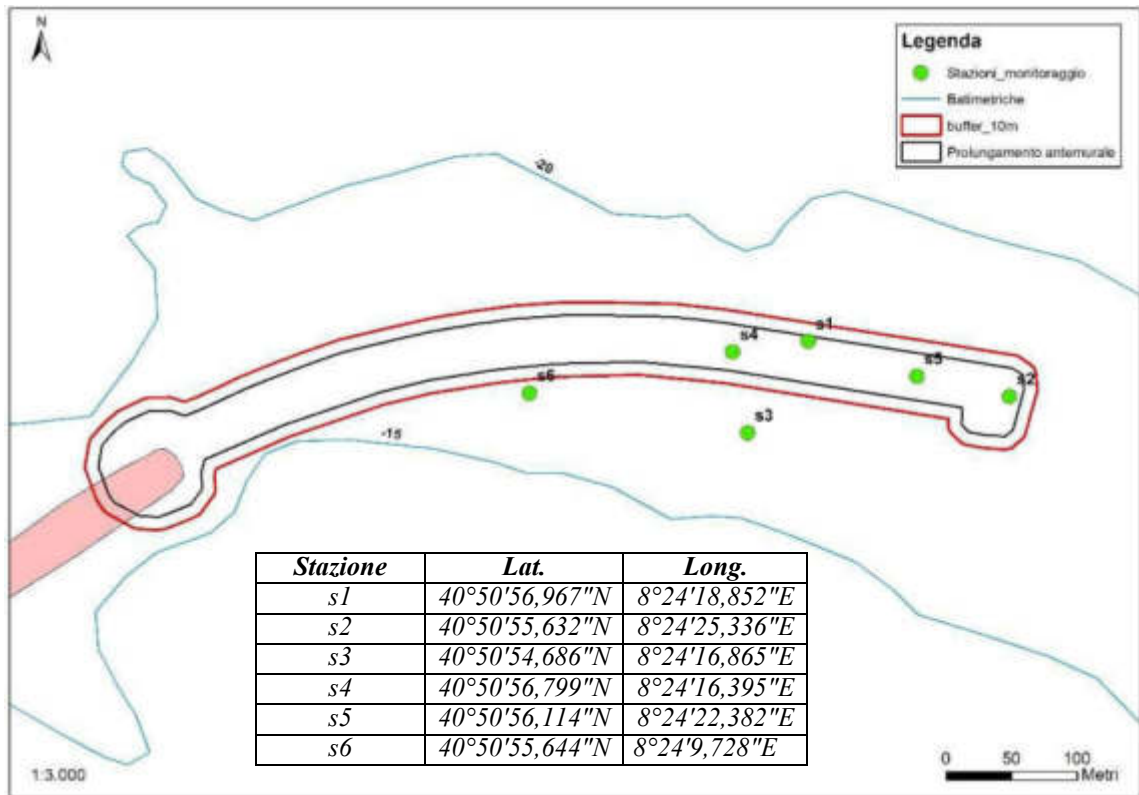 N
Legenda
Stazioni_monitoraggio
Batimetriche
buffer_10m
Prolungamento antemurale
-20
s1
s4
s5
s2
s6
s3
-15
Stazione Lat. Long.
s1 40°50'56,967"N 8°24'18,852"E
s2 40°50'55,632"N 8°24'25,336"E
s3 40°50'54,686"N 8°24'16,865"E
s4 40°50'56,799"N 8°24'16,395"E
s5 40°50'56,114"N 8°24'22,382"E
s6 40°50'55,644"N 8°24'9,728"E
1:3.000
0 50 100
Metri